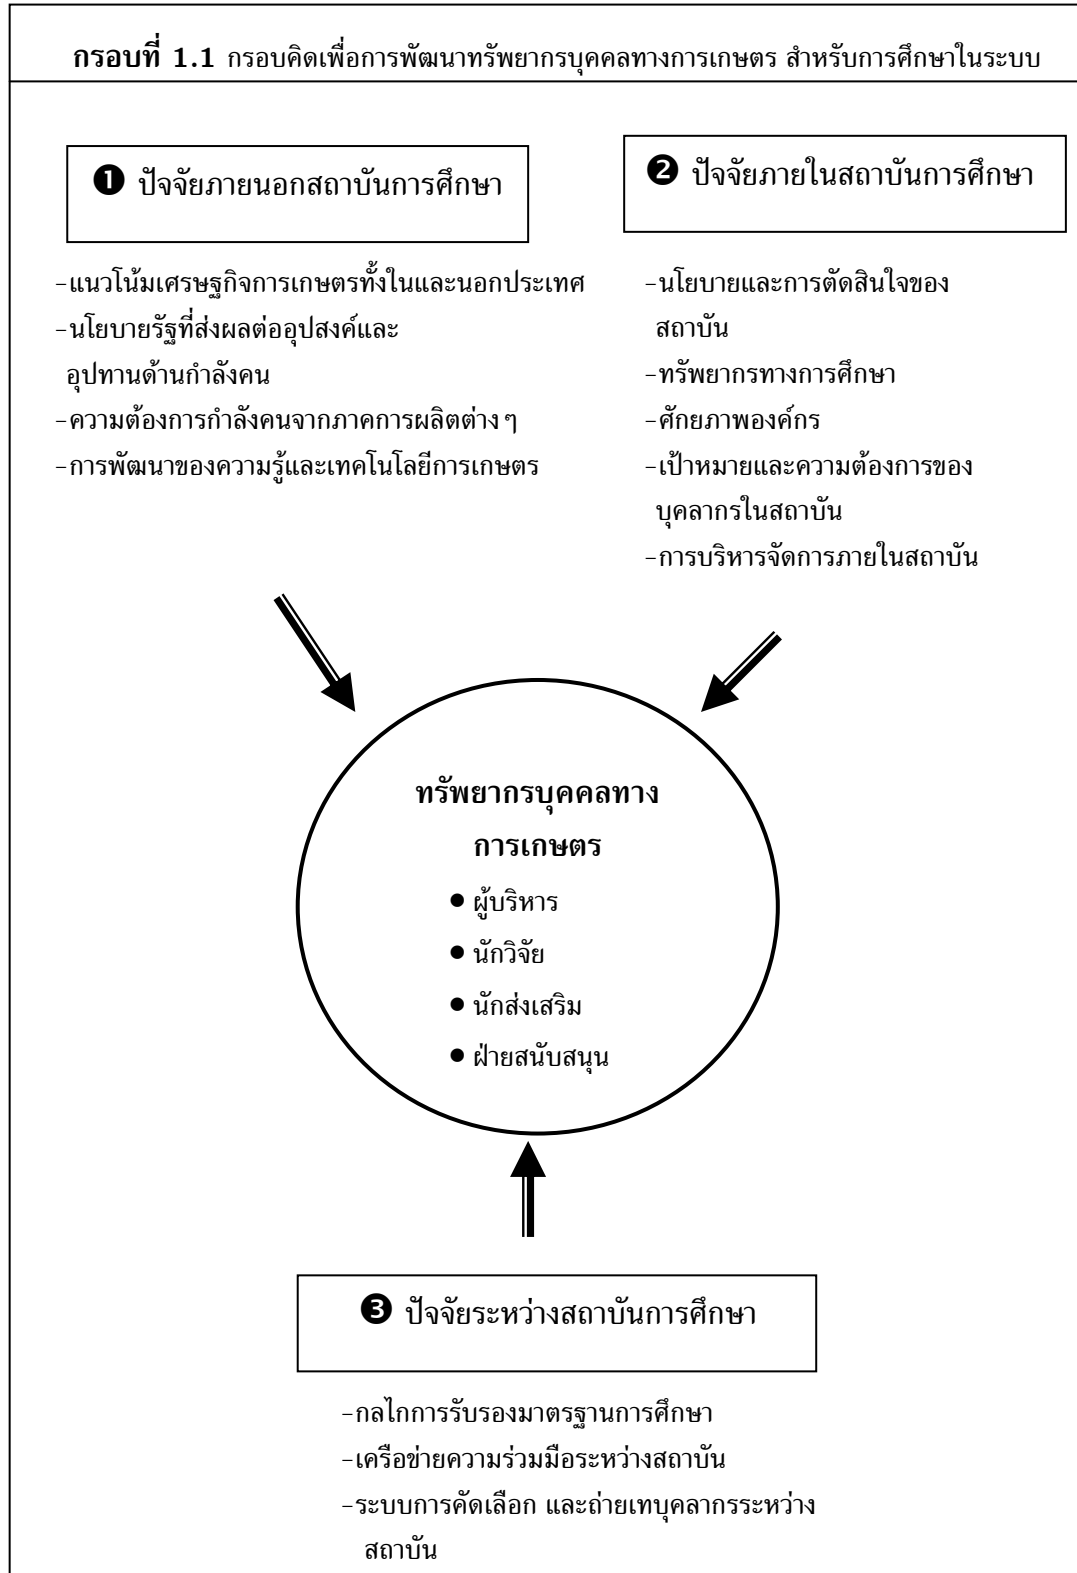 กรอบที่ 1.1 กรอบคิดเพื่อการพัฒนาทรัพยากรบุคคลทางการเกษตร สำหรับการศึกษาในระบบ
❶ ปัจจัยภายนอกสถาบันการศึกษา
-แนวโน้มเศรษฐกิจการเกษตรทั้งในและนอกประเทศ
-นโยบายรัฐที่ส่งผลต่ออุปสงค์และ
อุปทานด้านกำลังคน
-ความต้องการกำลังคนจากภาคการผลิตต่างๆ
-การพัฒนาของความรู้และเทคโนโลยีการเกษตร
❷ ปัจจัยภายในสถาบันการศึกษา
-นโยบายและการตัดสินใจของ
สถาบัน
-ทรัพยากรทางการศึกษา
-ศักยภาพองค์กร
-เป้าหมายและความต้องการของ
บุคลากรในสถาบัน
-การบริหารจัดการภายในสถาบัน
ทรัพยากรบุคคลทาง
การเกษตร
● ผู้บริหาร
● นักวิจัย
● นักส่งเสริม
● ฝ่ายสนับสนุน
❸ ปัจจัยระหว่างสถาบันการศึกษา
-กลไกการรับรองมาตรฐานการศึกษา
-เครือข่ายความร่วมมือระหว่างสถาบัน
-ระบบการคัดเลือก และถ่ายเทบุคลากรระหว่าง
สถาบัน